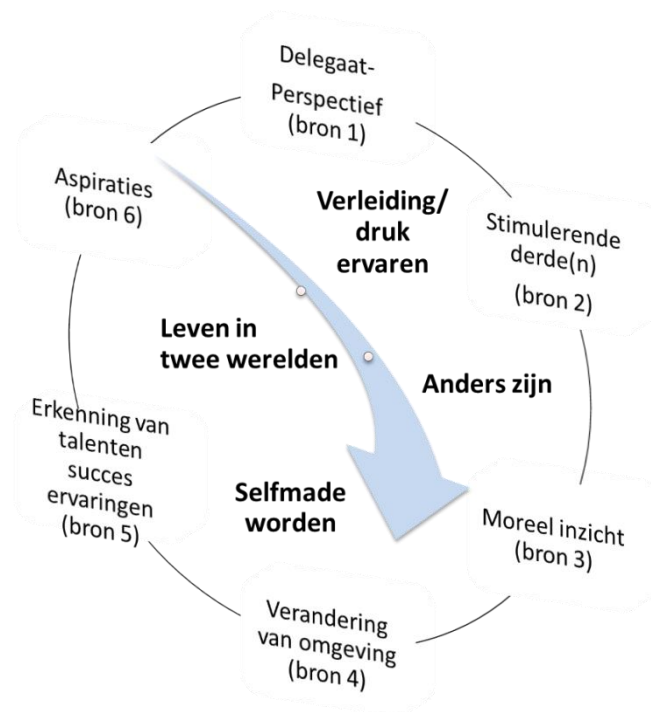 Delegaat-
Perspectief
(bron 1)
Stimulerende
derde(n)
(bron 2)
Moreel inzicht
(bron 3)
Verandering
van omgeving
(bron 4)
Erkenning van
talenten
succes
ervaringen
(bron 5)
Aspiraties
(bron 6)
Verleiding/
druk
ervaren
Leven in
twee werelden
Anders zijn
Selfmade
worden